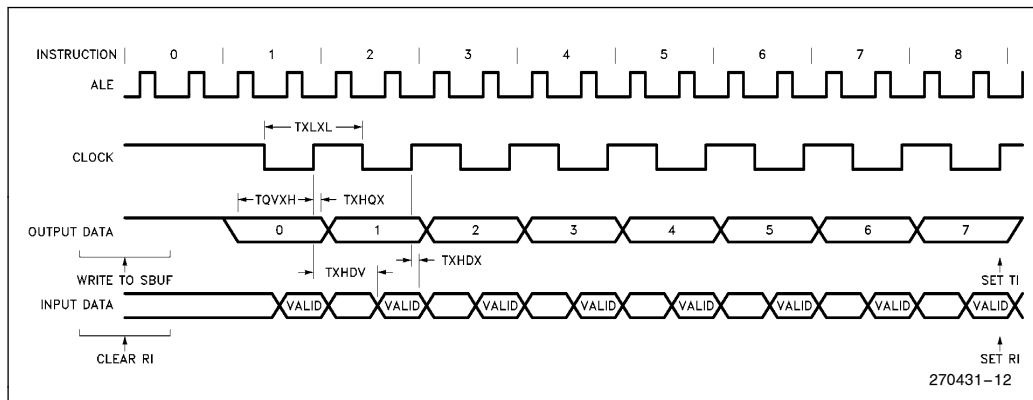 INSTRUCTION | 0 | 1 | 2 | 3 | 4 | 5 | 6 | 7 | 8 |
ALE
TXLXL
CLOCK
TQVXH TXHQX
OUTPUT DATA 0 1 2 3 4 5 6 7
TXHDV TXHDX
WRITE TO SBUF SET TI
INPUT DATA VALID VALID VALID VALID VALID VALID VALID VALID
CLEAR RI SET RI
270431–12